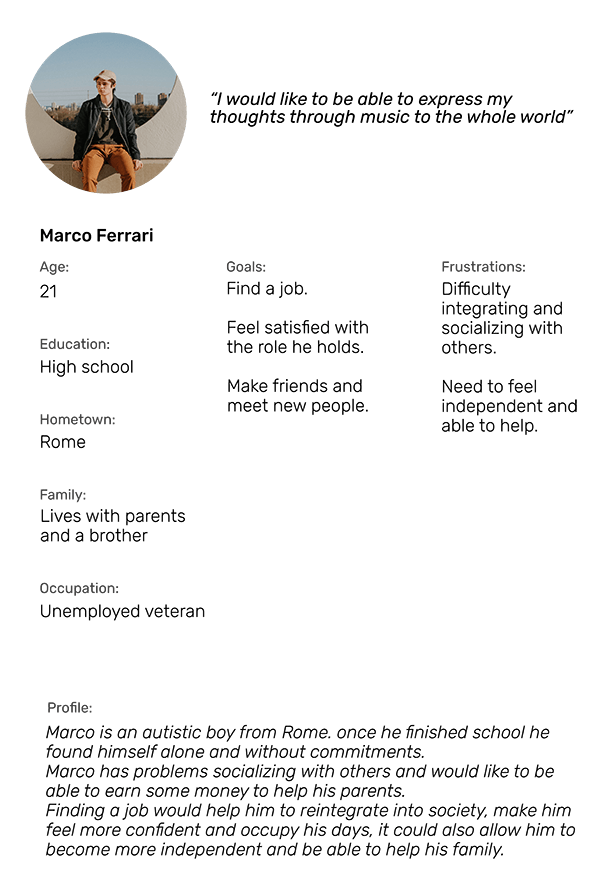 “I would like to be able to express my
thoughts through music to the whole world”
Marco Ferrari
Age:
21
Education:
High school
Hometown:
Rome
Family:
Lives with parents
and a brother
Occupation:
Unemployed veteran
Goals:
Find a job.
Feel satisfied with
the role he holds.
Make friends and
meet new people.
Frustrations:
Difficulty
integrating and
socializing with
others.
Need to feel
independent and
able to help.
Profile:
Marco is an autistic boy from Rome. once he finished school he
found himself alone and without commitments.
Marco has problems socializing with others and would like to be
able to earn some money to help his parents.
Finding a job would help him to reintegrate into society, make him
feel more confident and occupy his days, it could also allow him to
become more independent and be able to help his family.